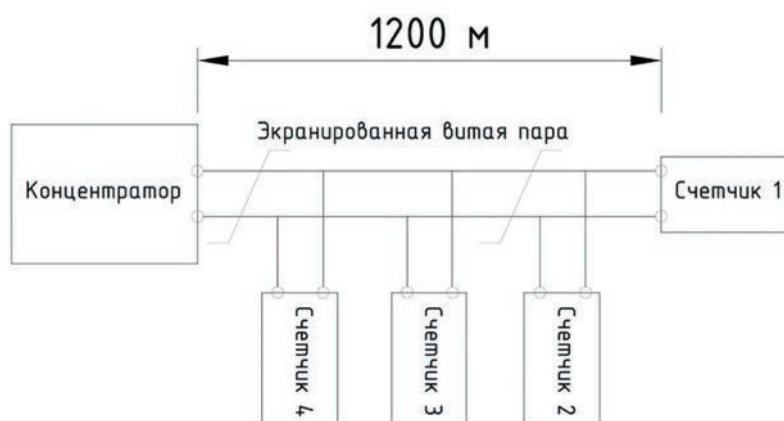 1200 м
Экранированная витая пара
Концентратор
Счетчик 1
Счетчик 4
Счетчик 3
Счетчик 2